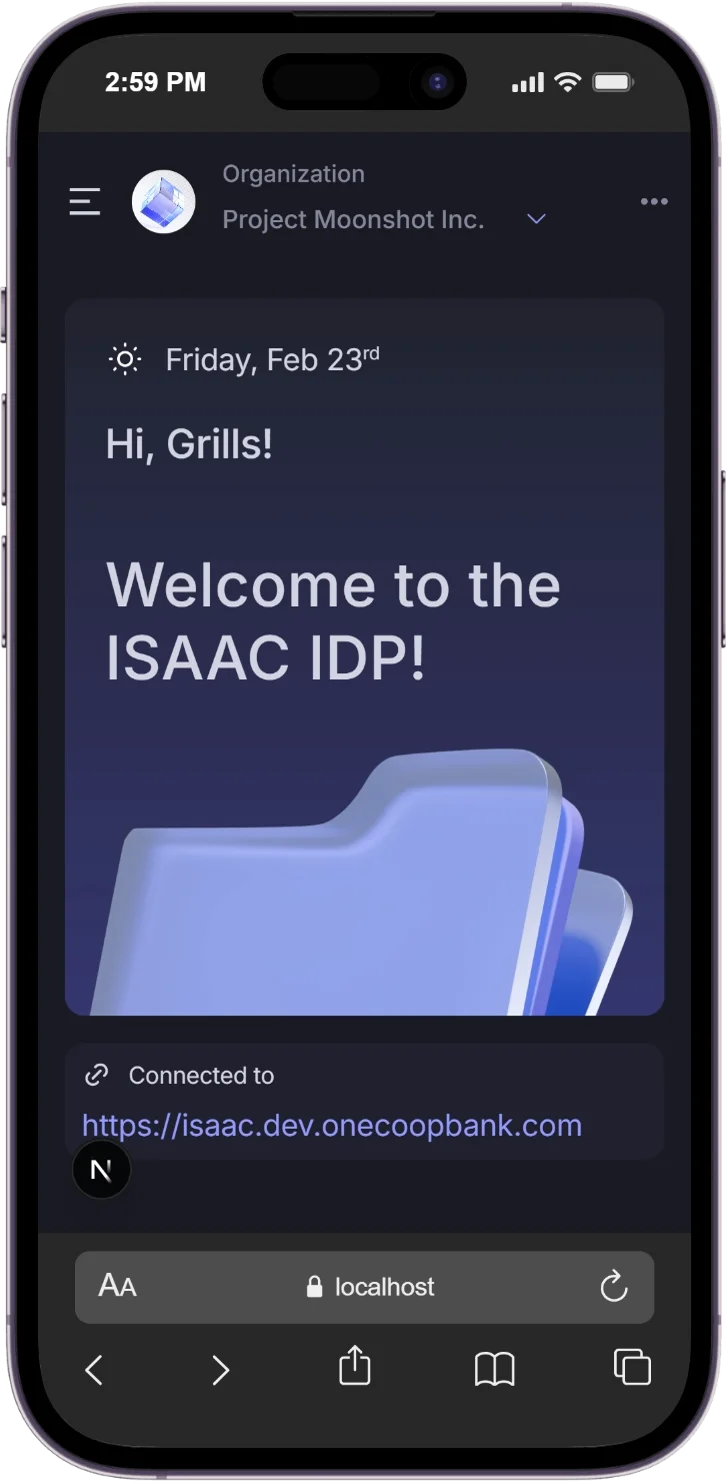 2:59 PM
Organization
Project Moonshot Inc.
Friday, Feb 23rd
Hi, Grills!
Welcome to the
ISAAC IDP!
Connected to
https://isaac.dev.onecoopbank.com
N
AA
localhost